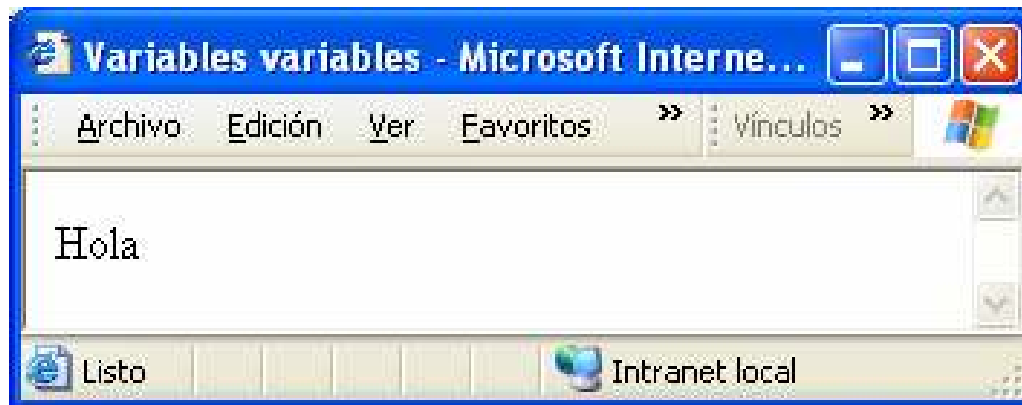 Variables variables - Microsoft Interne...
Archivo Edición Ver Favoritos » Vínculos »
Hola
Listo Intranet local